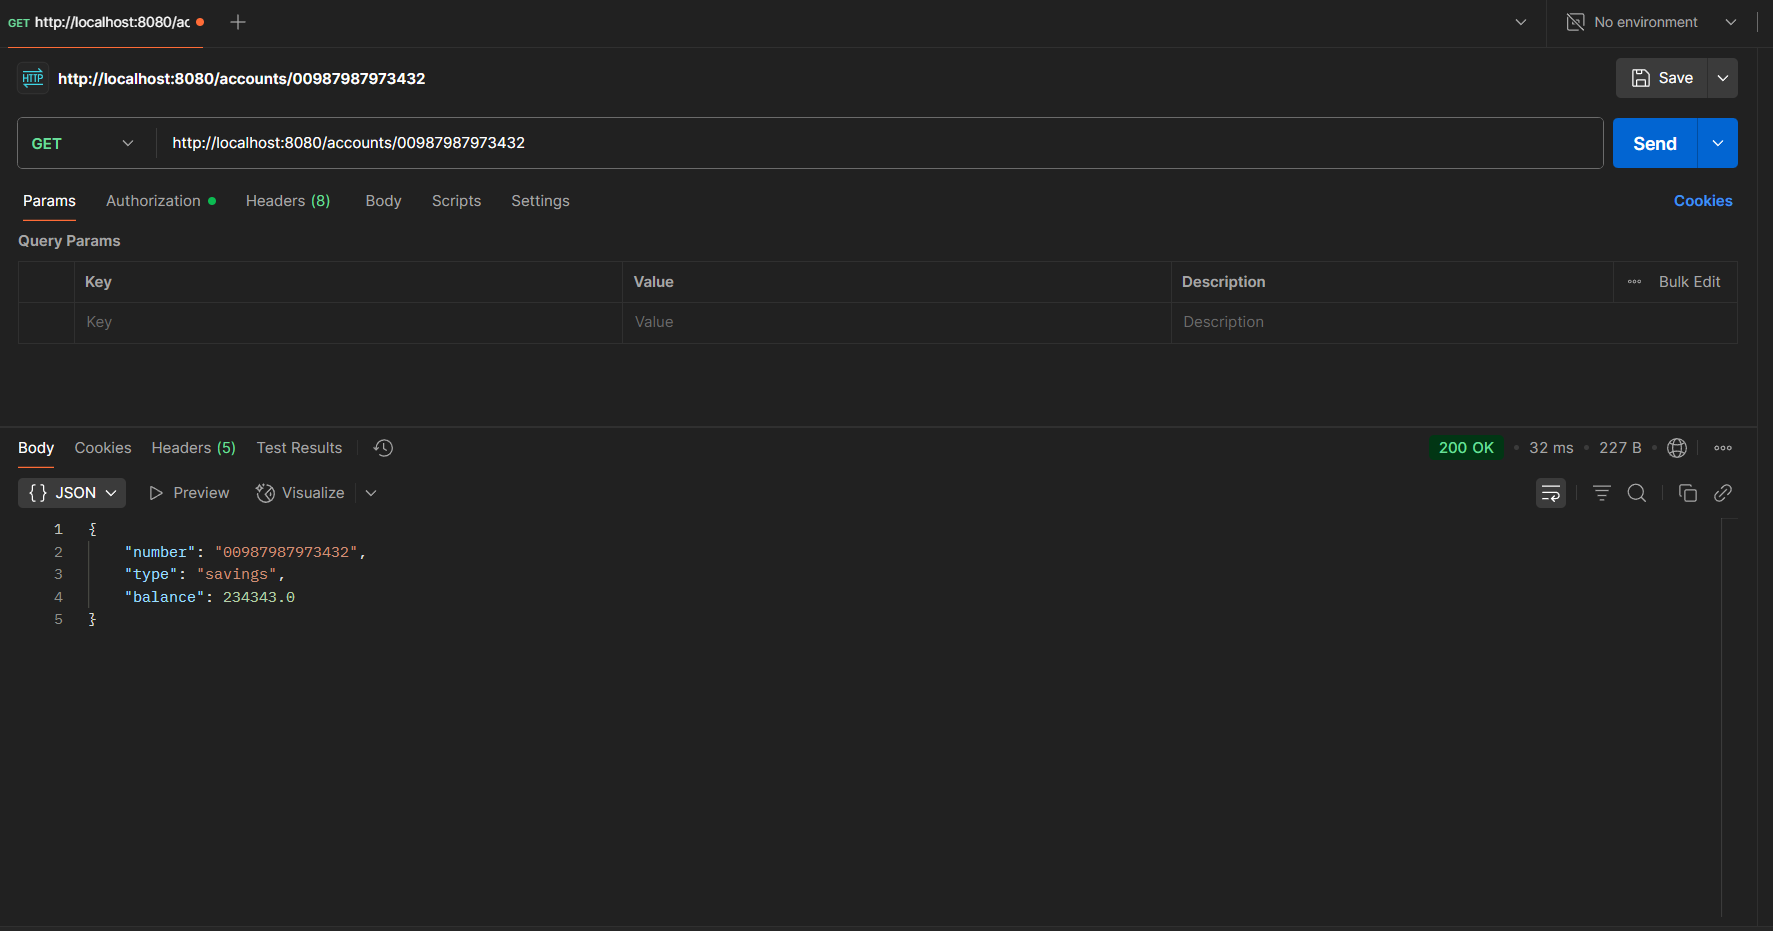 GET http://localhost:8080/ac
No environment
HTTP http://localhost:8080/accounts/00987987973432
Save
GET http://localhost:8080/accounts/00987987973432
Send
Params Authorization Headers (8) Body Scripts Settings Cookies
Query Params
Key Value Description Bulk Edit
Key Value Description
Body Cookies Headers (5) Test Results 200 OK 32 ms 227 B
{} JSON Preview Visualize
1 {
2 "number": "00987987973432",
3 "type": "savings",
4 "balance": 234343.0
5 }